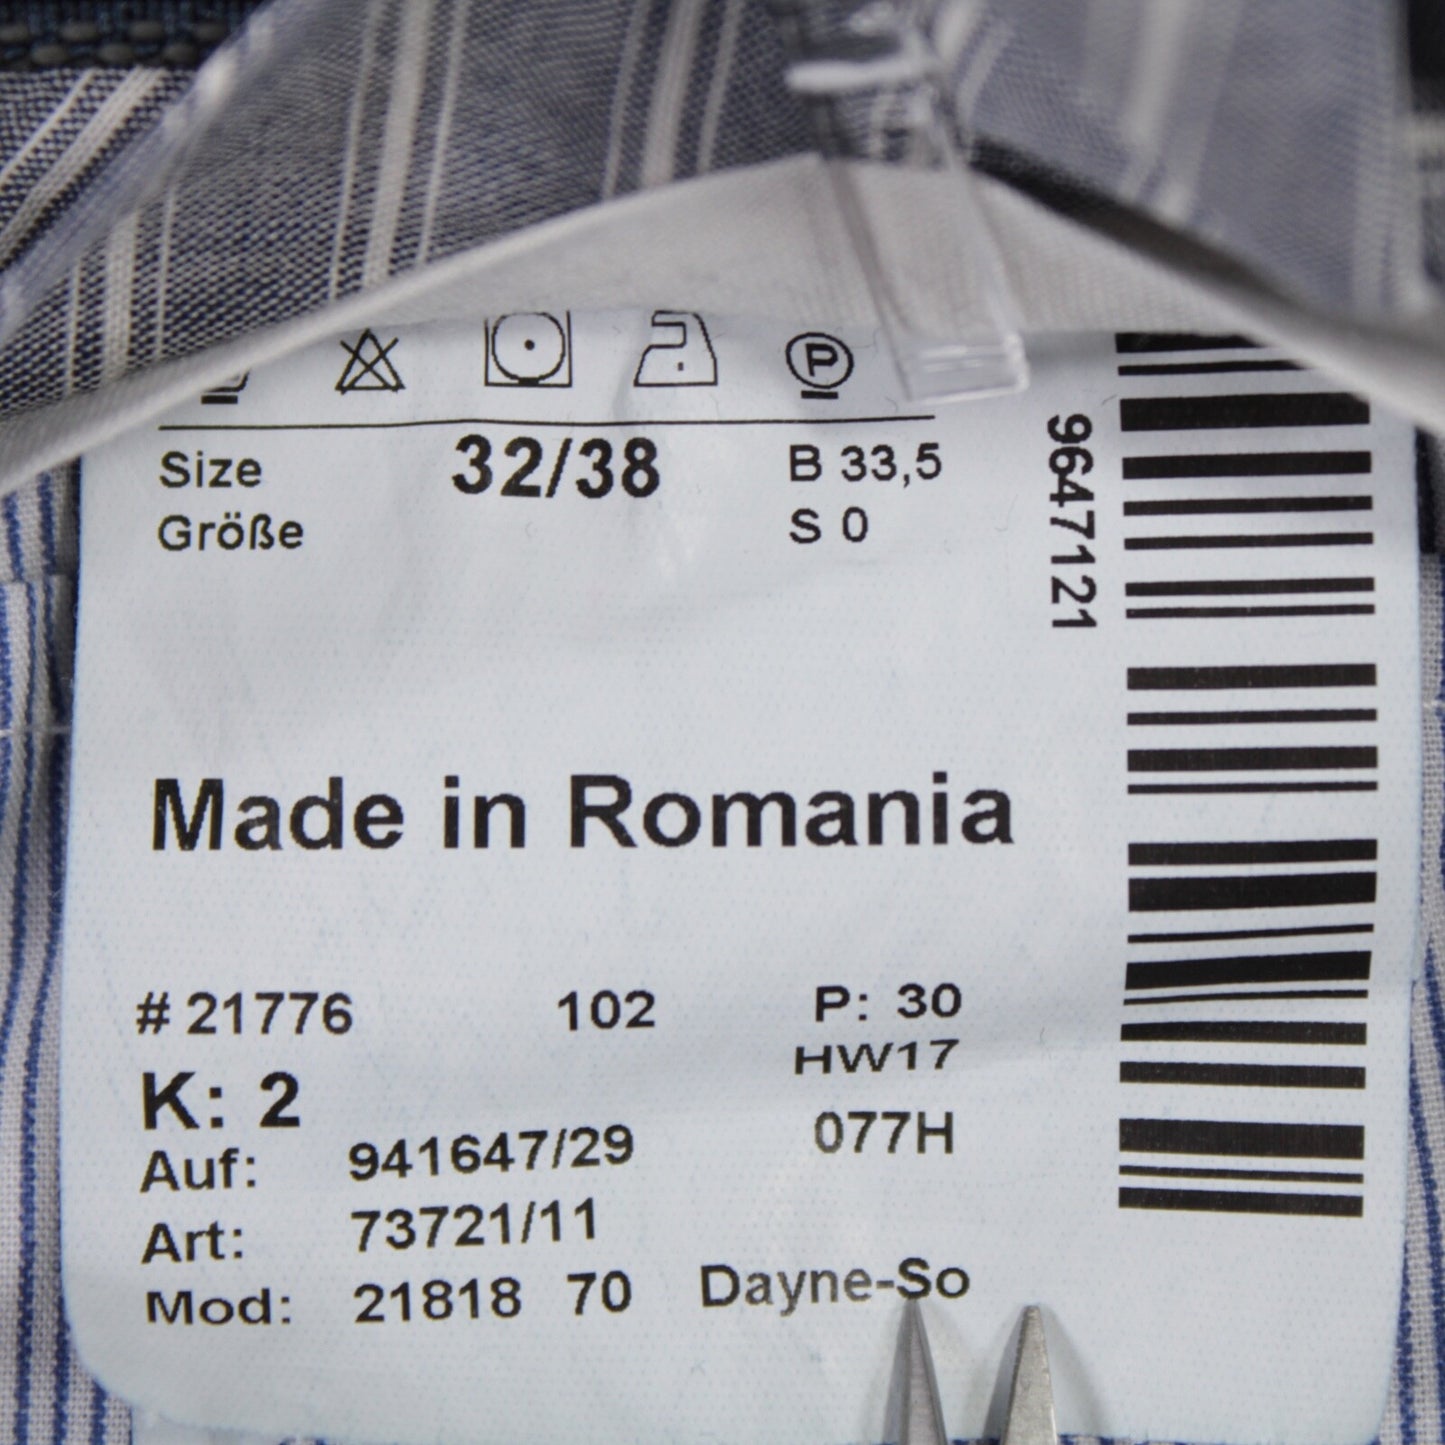 P
Size 32/38 B 33,5
Größe S 0
9647121
Made in Romania
# 21776 102 P: 30
HW17
K: 2
077H
Auf: 941647/29
Art: 73721/11
Mod: 21818 70 Dayne-So